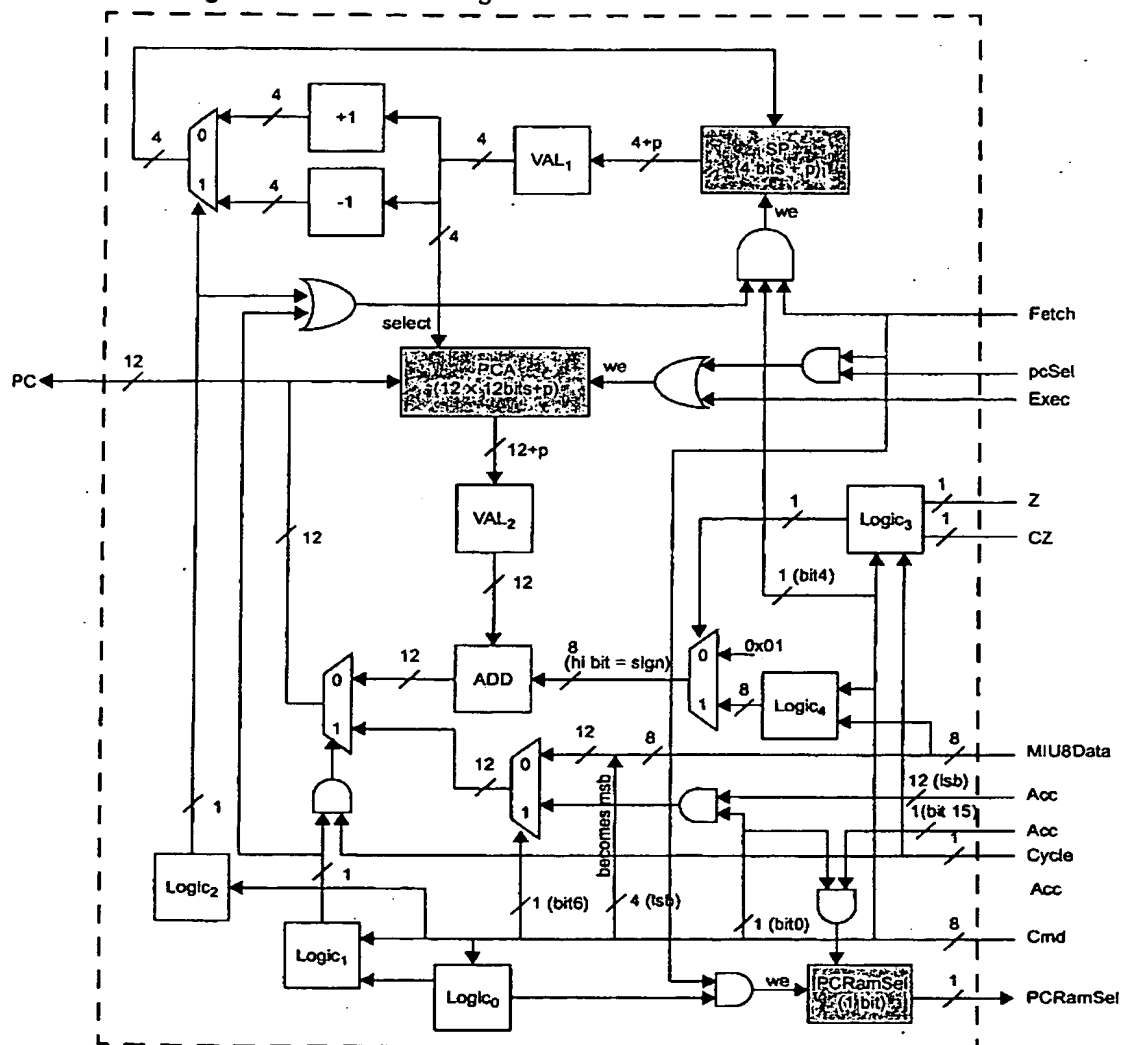 4
+1
4
0
1
4
-1
4
VAL1
4+p
SP
(4 bits + p)
4
we
select
Fetch
PC
12
PCA
(12 × 12bits+p)
we
pcSel
Exec
12+p
VAL2
12
12
1
Logic3
1
Z
1
CZ
1 (bit4)
0
1
0x01
8
(hi bit = sign)
ADD
12
0
1
8
Logic4
12
8
8
MIU8Data
0
1
12
becomes msb
12 (lsb)
Acc
1(bit 15)
Acc
1
Cycle
Acc
1
Logic2
1
1 (bit6)
4 (lsb)
1 (bit0)
8
Cmd
Logic1
Logic0
we
PCRamSel
(1 bit)
1
PCRamSel